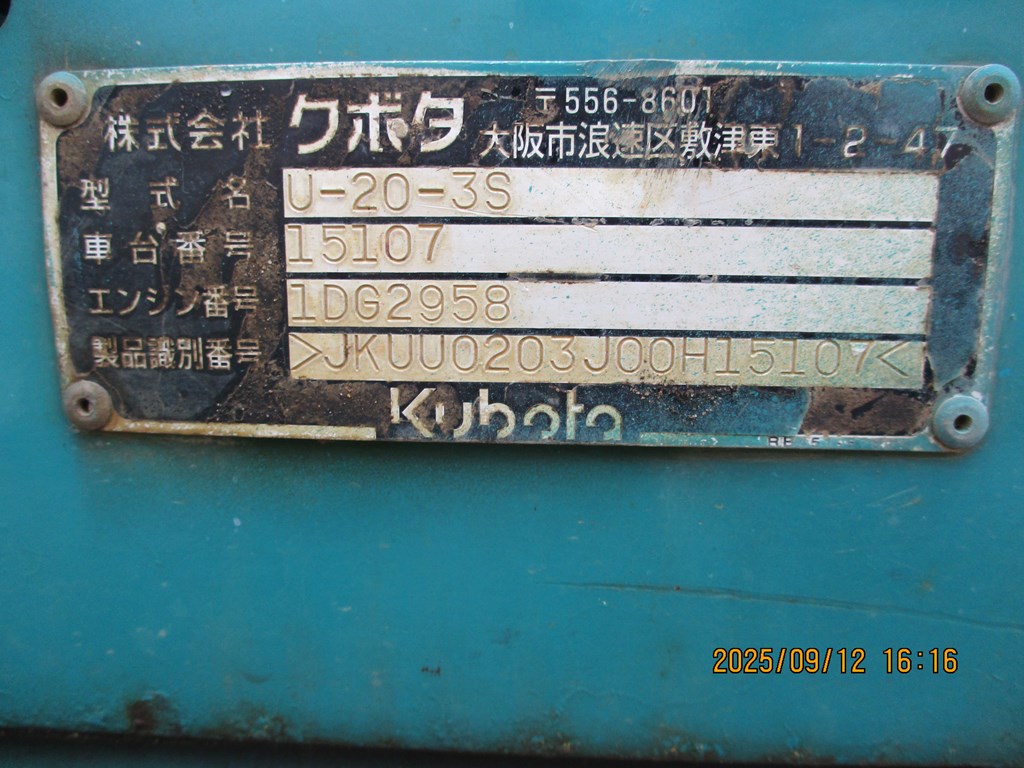 株式会社 クボタ 〒556-8601
大阪市浪速区敷津東1-2-47
型式名 U-20-3S
車台番号 15107
エンジン番号 1DG2958
製品識別番号 >JKUU0203J00H15107<
Kubota
2025/09/12 16:16